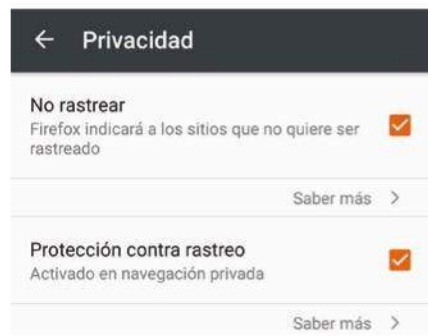 Privacidad
No rastrear
Firefox indicará a los sitios que no quiere ser
rastreado
Saber más
Protección contra rastreo
Activado en navegación privada
Saber más